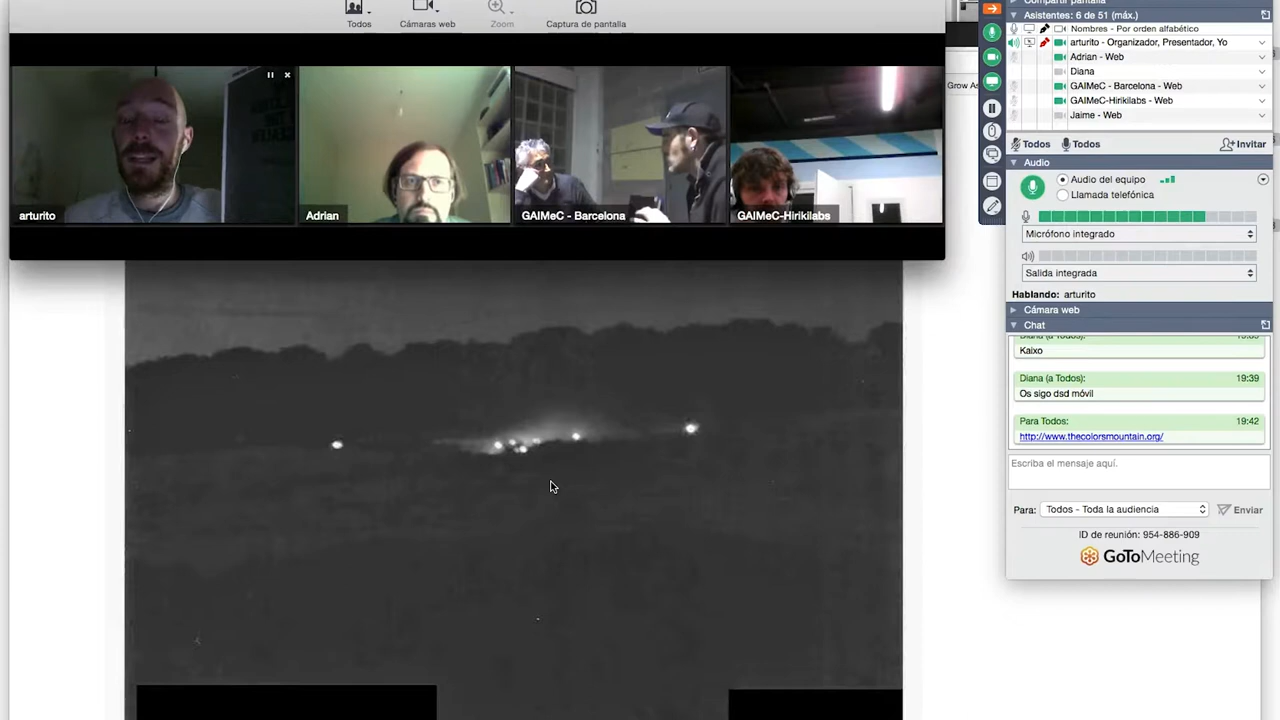 Compartir pantalla
Todos
Cámaras web
Zoom
Captura de pantalla
Asistentes: 6 de 51 (máx.)
Nombres - Por orden alfabético
arturito - Organizador, Presentador, Yo
Adrian - Web
Diana
GAIMeC - Barcelona - Web
GAIMeC-Hirikilabs - Web
Jaime - Web
Grow As
Todos
Todos
Invitar
Audio
Audio del equipo
Llamada telefónica
Micrófono integrado
Salida integrada
Hablando: arturito
Cámara web
Chat
Diana (a Todos):
Kaixo
Diana (a Todos): 19:39
Os sigo dsd móvil
Para Todos: 19:42
http://www.thecolorsmountain.org/
Escriba el mensaje aquí.
Para: Todos - Toda la audiencia
Enviar
ID de reunión: 954-886-909
GoToMeeting
arturito
Adrian
GAIMeC - Barcelona
GAIMeC-Hirikilabs